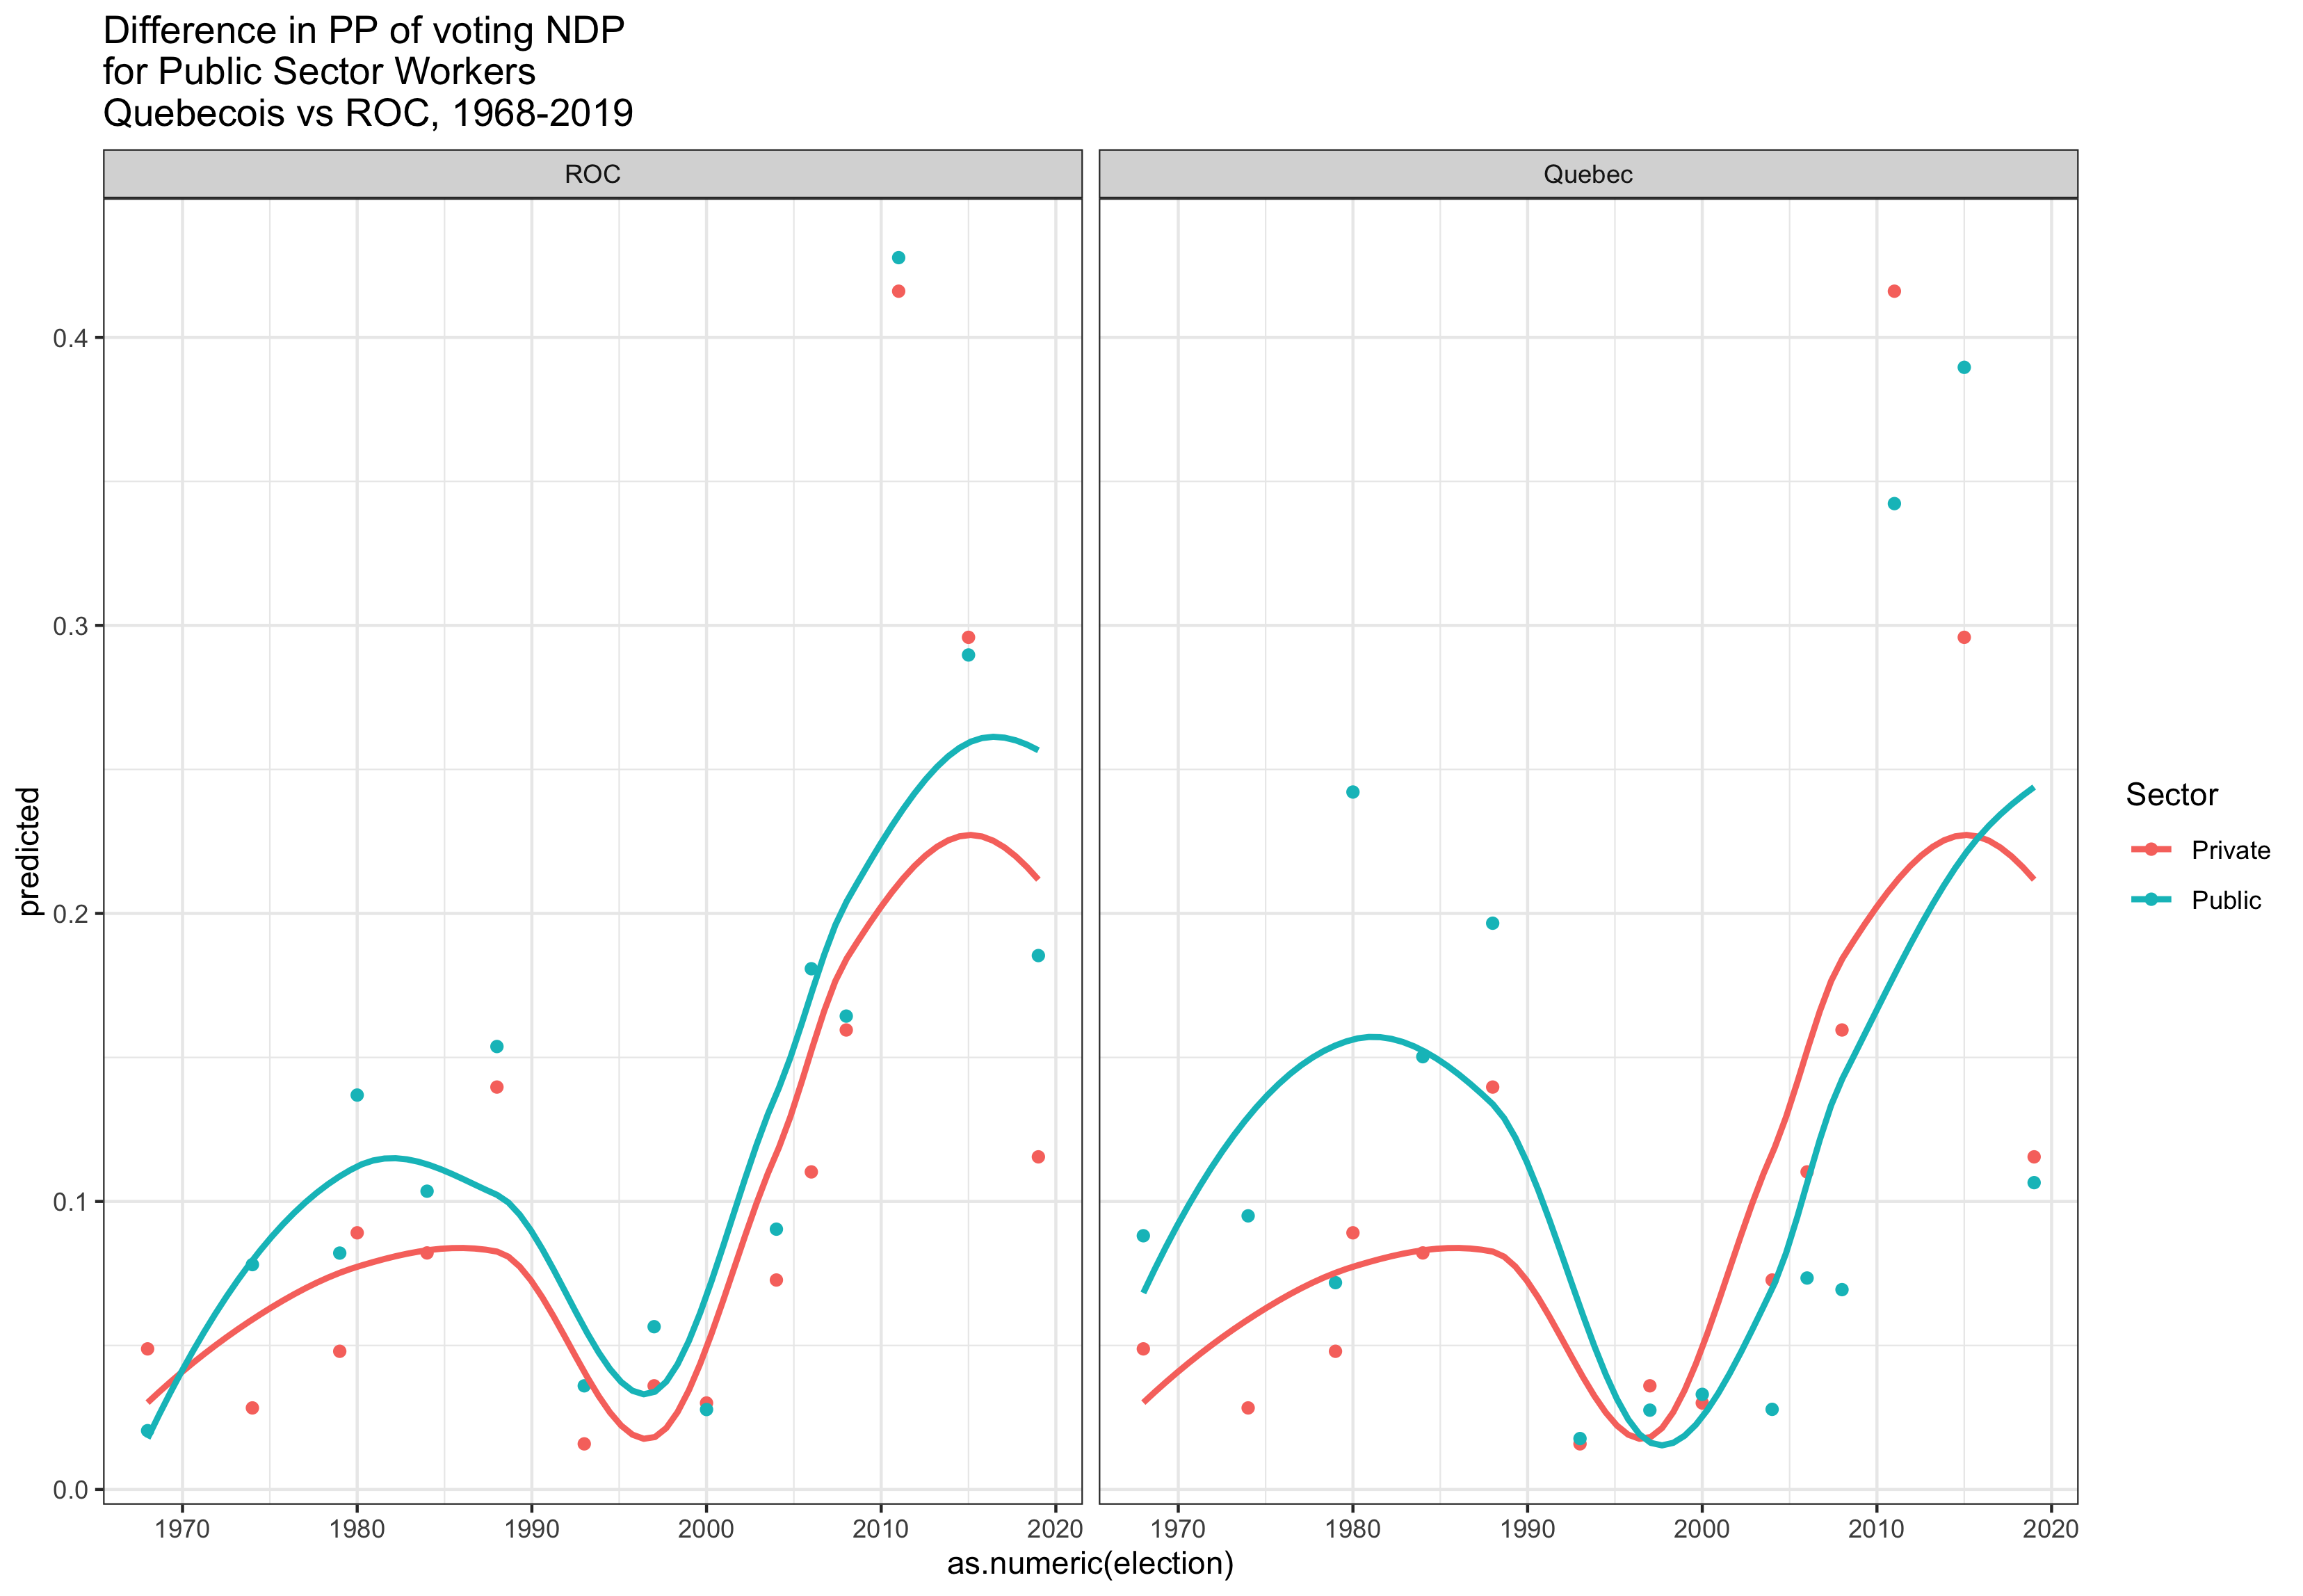 Difference in PP of voting NDP
for Public Sector Workers
Quebecois vs ROC, 1968-2019
ROC
Quebec
predicted
0.4
0.3
0.2
0.1
0.0
1970
1980
1990
2000
2010
2020
1970
1980
1990
2000
2010
2020
as.numeric(election)
Sector
Private
Public